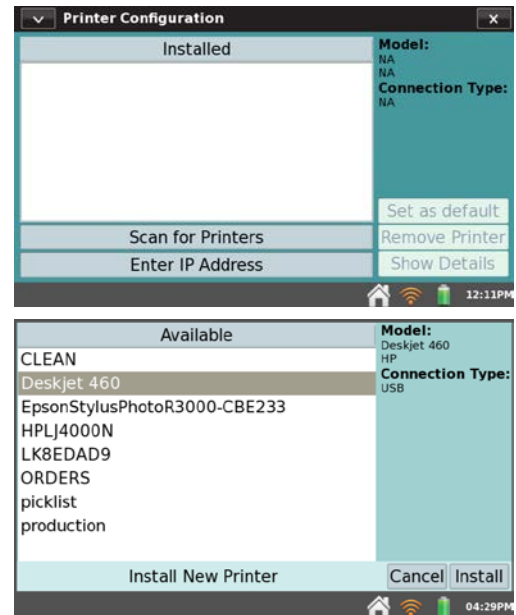 Printer Configuration
x
Installed
Model:
NA
NA
Connection Type:
NA
Set as default
Scan for Printers
Remove Printer
Enter IP Address
Show Details
12:11PM
Available
Model:
Deskjet 460
HP
Connection Type:
USB
CLEAN
Deskjet 460
EpsonStylusPhotoR3000-CBE233
HPLJ4000N
LK8EDAD9
ORDERS
picklist
production
Install New Printer
Cancel
Install
04:29PM